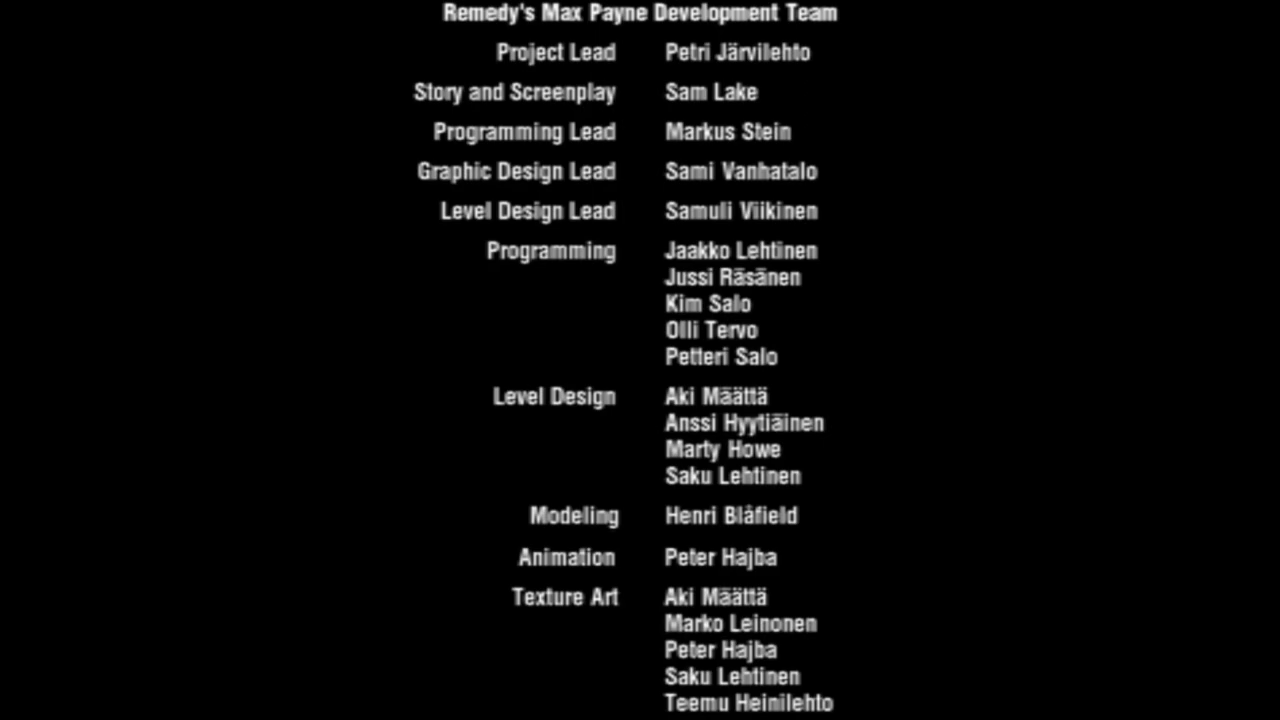 Remedy's Max Payne Development Team
Project Lead Petri Järvilehto
Story and Screenplay Sam Lake
Programming Lead Markus Stein
Graphic Design Lead Sami Vanhatalo
Level Design Lead Samuli Viikinen
Programming Jaakko Lehtinen
Jussi Räsänen
Kim Salo
Olli Tervo
Petteri Salo
Level Design Aki Määttä
Anssi Hyytiäinen
Marty Howe
Saku Lehtinen
Modeling Henri Blåfield
Animation Peter Hajba
Texture Art Aki Määttä
Marko Leinonen
Peter Hajba
Saku Lehtinen
Teemu Heinilehto